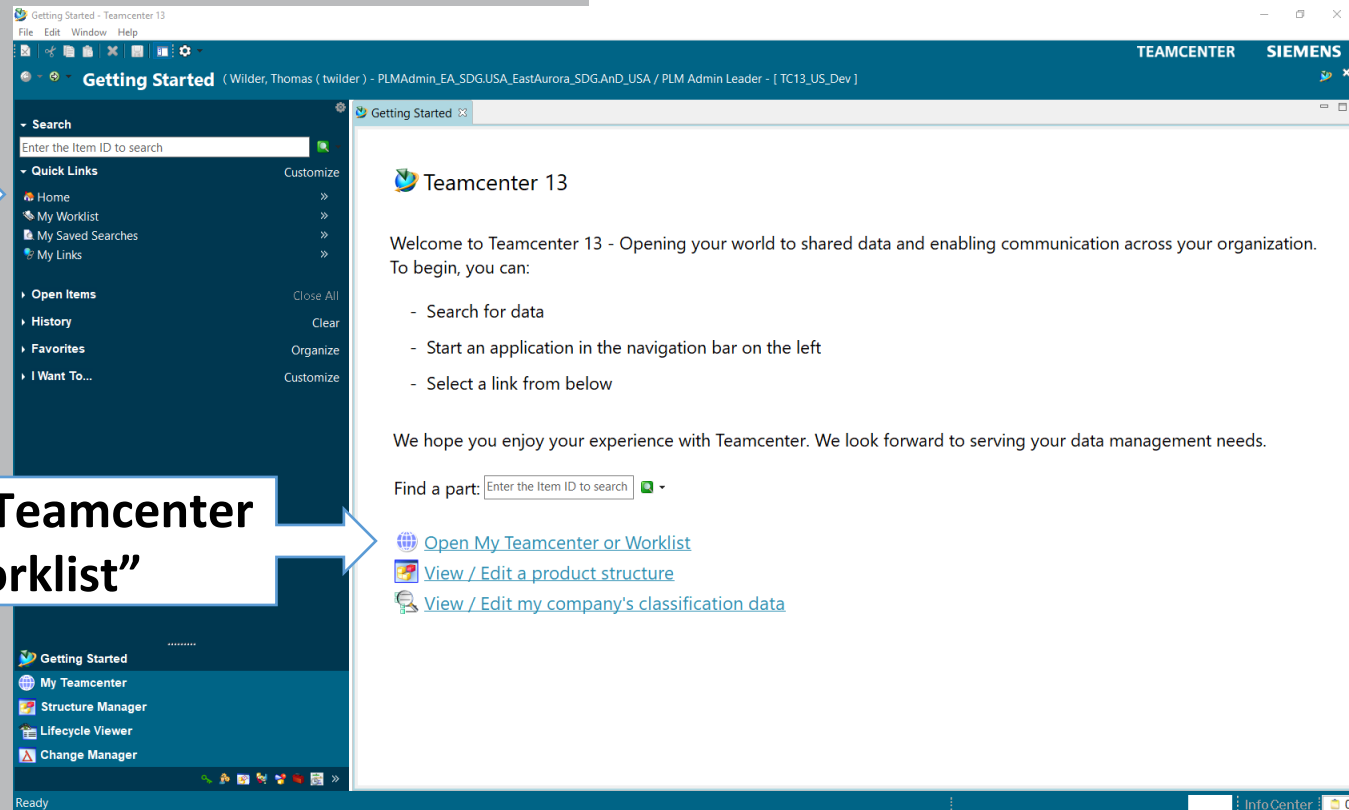 Getting Started - Teamcenter 13
File Edit Window Help
TEAMCENTER SIEMENS
Getting Started ( Wilder, Thomas ( twilder ) - PLMAdmin_EA_SDG.USA_EastAurora_SDG.AnD_USA / PLM Admin Leader - [ TC13_US_Dev ]
Search
Enter the Item ID to search
Quick Links Customize
Home »
My Worklist »
My Saved Searches »
My Links »
Open Items Close All
History Clear
Favorites Organize
I Want To... Customize
Teamcenter
orklist”
Getting Started
My Teamcenter
Structure Manager
Lifecycle Viewer
Change Manager
»
Getting Started
Teamcenter 13
Welcome to Teamcenter 13 - Opening your world to shared data and enabling communication across your organization.
To begin, you can:
- Search for data
- Start an application in the navigation bar on the left
- Select a link from below
We hope you enjoy your experience with Teamcenter. We look forward to serving your data management needs.
Find a part: Enter the Item ID to search
Open My Teamcenter or Worklist
View / Edit a product structure
View / Edit my company's classification data
Ready InfoCenter